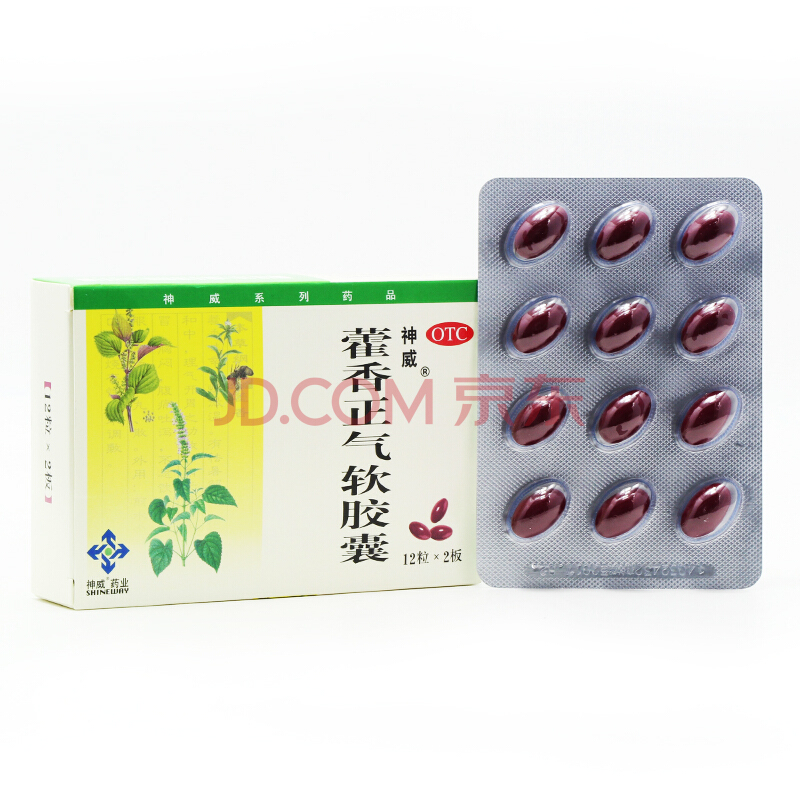 神威系列药品
神威®
OTC
藿香正气软胶囊
12粒×2板
【12粒×2板】
神威®药业
SHINEWAY
JD.COM 京东